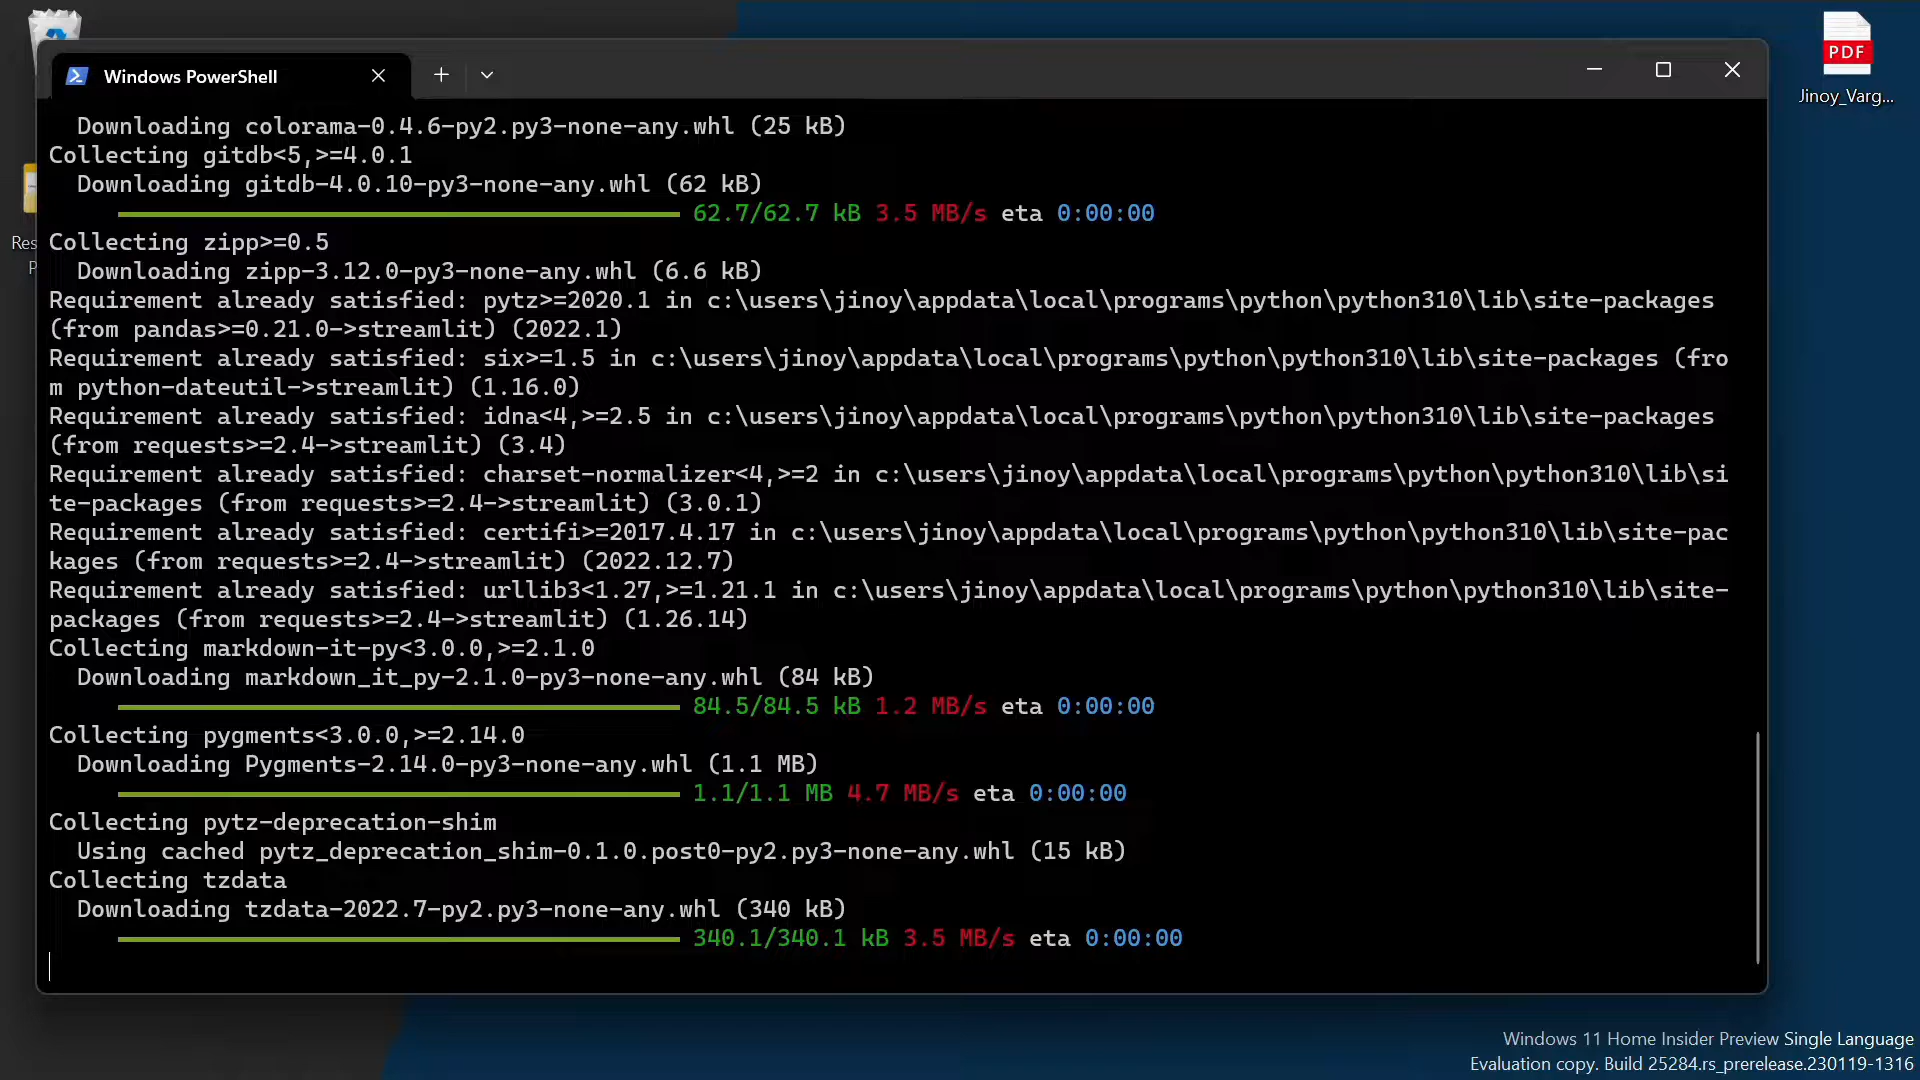 Windows PowerShell
PDF
Jinoy_Varg...
Res
P
Downloading colorama-0.4.6-py2.py3-none-any.whl (25 kB)
Collecting gitdb<5,>=4.0.1
Downloading gitdb-4.0.10-py3-none-any.whl (62 kB)
62.7/62.7 kB 3.5 MB/s eta 0:00:00
Collecting zipp>=0.5
Downloading zipp-3.12.0-py3-none-any.whl (6.6 kB)
Requirement already satisfied: pytz>=2020.1 in c:\users\jinoy\appdata\local\programs\python\python310\lib\site-packages
(from pandas>=0.21.0->streamlit) (2022.1)
Requirement already satisfied: six>=1.5 in c:\users\jinoy\appdata\local\programs\python\python310\lib\site-packages (fro
m python-dateutil->streamlit) (1.16.0)
Requirement already satisfied: idna<4,>=2.5 in c:\users\jinoy\appdata\local\programs\python\python310\lib\site-packages
(from requests>=2.4->streamlit) (3.4)
Requirement already satisfied: charset-normalizer<4,>=2 in c:\users\jinoy\appdata\local\programs\python\python310\lib\si
te-packages (from requests>=2.4->streamlit) (3.0.1)
Requirement already satisfied: certifi>=2017.4.17 in c:\users\jinoy\appdata\local\programs\python\python310\lib\site-pac
kages (from requests>=2.4->streamlit) (2022.12.7)
Requirement already satisfied: urllib3<1.27,>=1.21.1 in c:\users\jinoy\appdata\local\programs\python\python310\lib\site-
packages (from requests>=2.4->streamlit) (1.26.14)
Collecting markdown-it-py<3.0.0,>=2.1.0
Downloading markdown_it_py-2.1.0-py3-none-any.whl (84 kB)
84.5/84.5 kB 1.2 MB/s eta 0:00:00
Collecting pygments<3.0.0,>=2.14.0
Downloading Pygments-2.14.0-py3-none-any.whl (1.1 MB)
1.1/1.1 MB 4.7 MB/s eta 0:00:00
Collecting pytz-deprecation-shim
Using cached pytz_deprecation_shim-0.1.0.post0-py2.py3-none-any.whl (15 kB)
Collecting tzdata
Downloading tzdata-2022.7-py2.py3-none-any.whl (340 kB)
340.1/340.1 kB 3.5 MB/s eta 0:00:00
Windows 11 Home Insider Preview Single Language
Evaluation copy. Build 25284.rs_prerelease.230119-1316